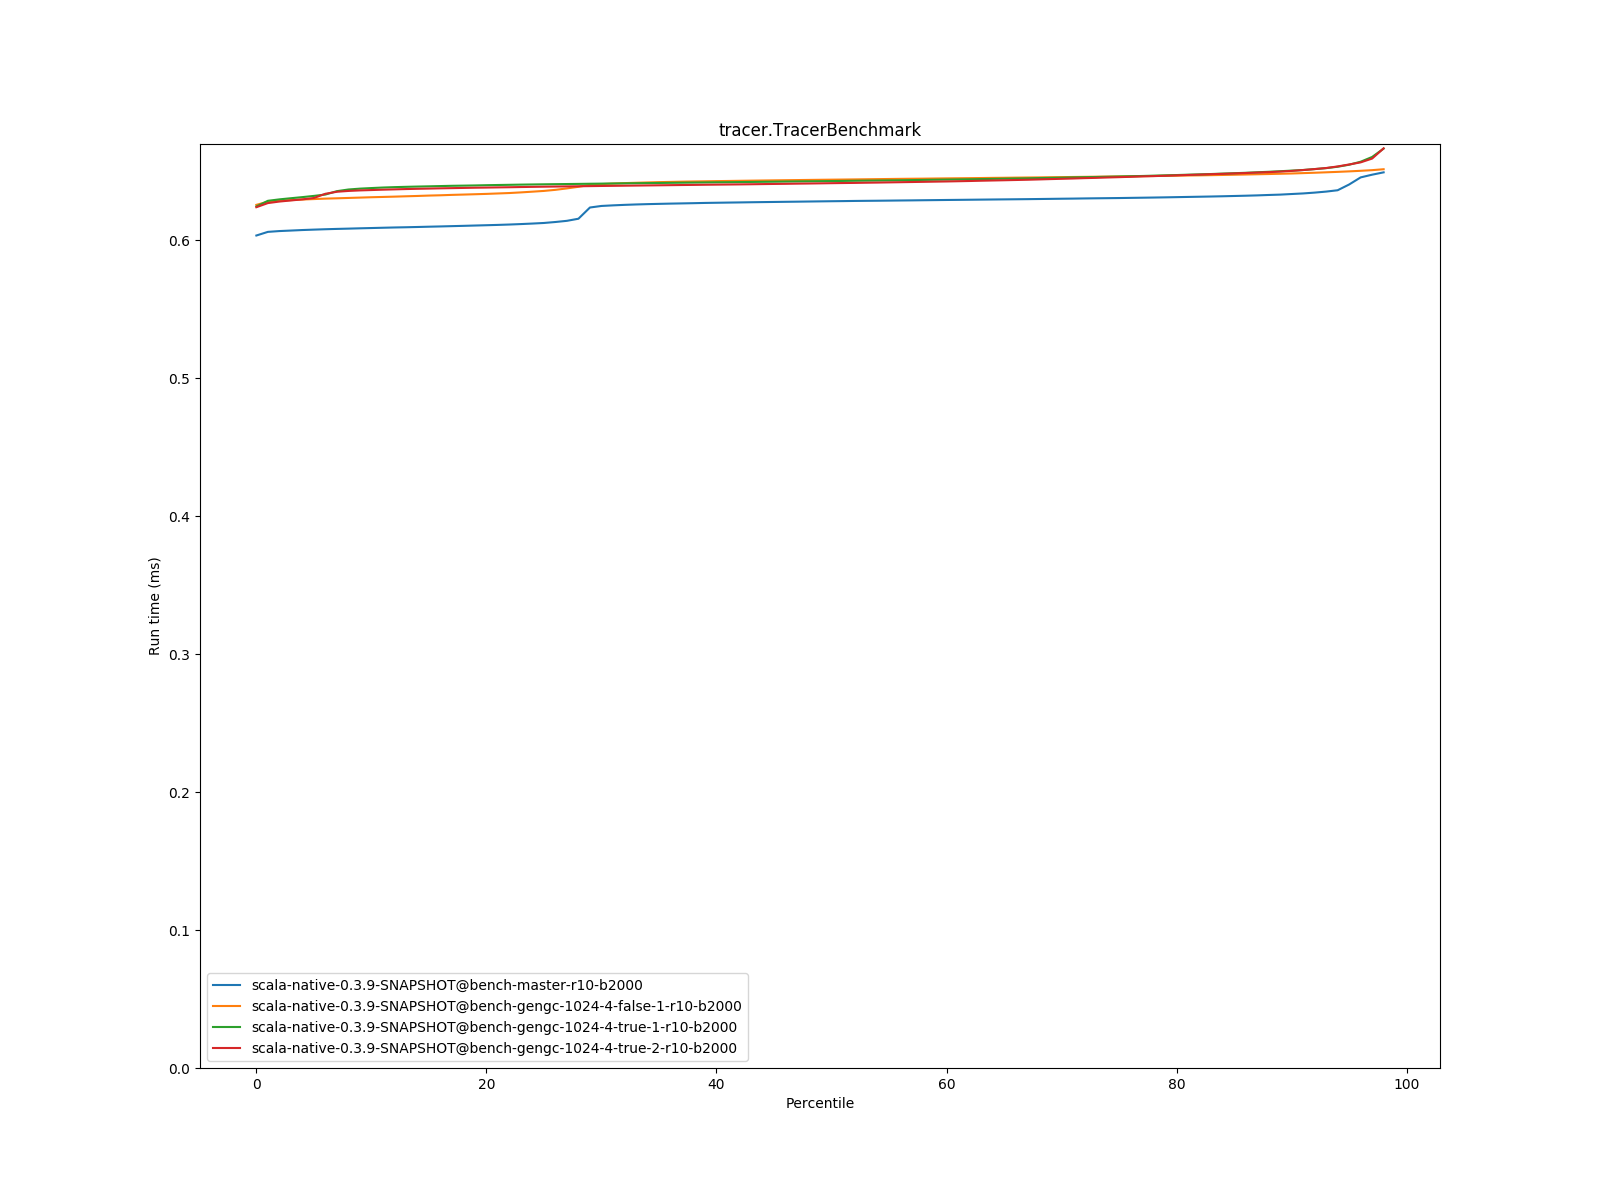 tracer.TracerBenchmark
Run time (ms)
0.6
0.5
0.4
0.3
0.2
0.1
0.0
scala-native-0.3.9-SNAPSHOT@bench-master-r10-b2000
scala-native-0.3.9-SNAPSHOT@bench-gengc-1024-4-false-1-r10-b2000
scala-native-0.3.9-SNAPSHOT@bench-gengc-1024-4-true-1-r10-b2000
scala-native-0.3.9-SNAPSHOT@bench-gengc-1024-4-true-2-r10-b2000
0 20 40 60 80 100
Percentile